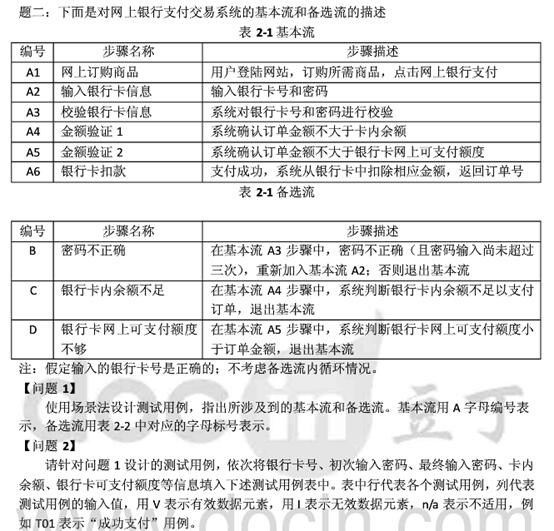 题二：下面是对网上银行支付交易系统的基本流和备选流的描述
表 2-1 基本流
编号 步骤名称 步骤描述
A1 网上订购商品 用户登陆网站，订购所需商品，点击网上银行支付
A2 输入银行卡信息 输入银行卡号和密码
A3 校验银行卡信息 系统对银行卡号和密码进行校验
A4 金额验证 1 系统确认订单金额不大于卡内余额
A5 金额验证 2 系统确认订单金额不大于银行卡网上可支付额度
A6 银行卡扣款 支付成功，系统从银行卡中扣除相应金额，返回订单号
表 2-1 备选流
编号 步骤名称 步骤描述
B 密码不正确 在基本流 A3 步骤中，密码不正确（且密码输入尚未超过
三次），重新加入基本流 A2；否则退出基本流
C 银行卡内余额不足 在基本流 A4 步骤中，系统判断银行卡内余额不足以支付
订单，退出基本流
D 银行卡网上可支付额度 在基本流 A5 步骤中，系统判断银行卡网上可支付额度小
不够 于订单金额，退出基本流
注：假定输入的银行卡号是正确的；不考虑备选流内循环情况。
【问题 1】
使用场景法设计测试用例，指出所涉及到的基本流和备选流。基本流用 A 字母编号表
示，备选流用表 2-2 中对应的字母标号表示。
【问题 2】
请针对问题 1 设计的测试用例，依次将银行卡号、初次输入密码、最终输入密码、卡内
余额、银行卡可支付额度等信息填入下述测试用例表中。表中行代表各个测试用例，列代表
测试用例的输入值，用 V 表示有效数据元素，用 I 表示无效数据元素，n/a 表示不适用，例
如 T01 表示“成功支付”用例。
docin 豆丁